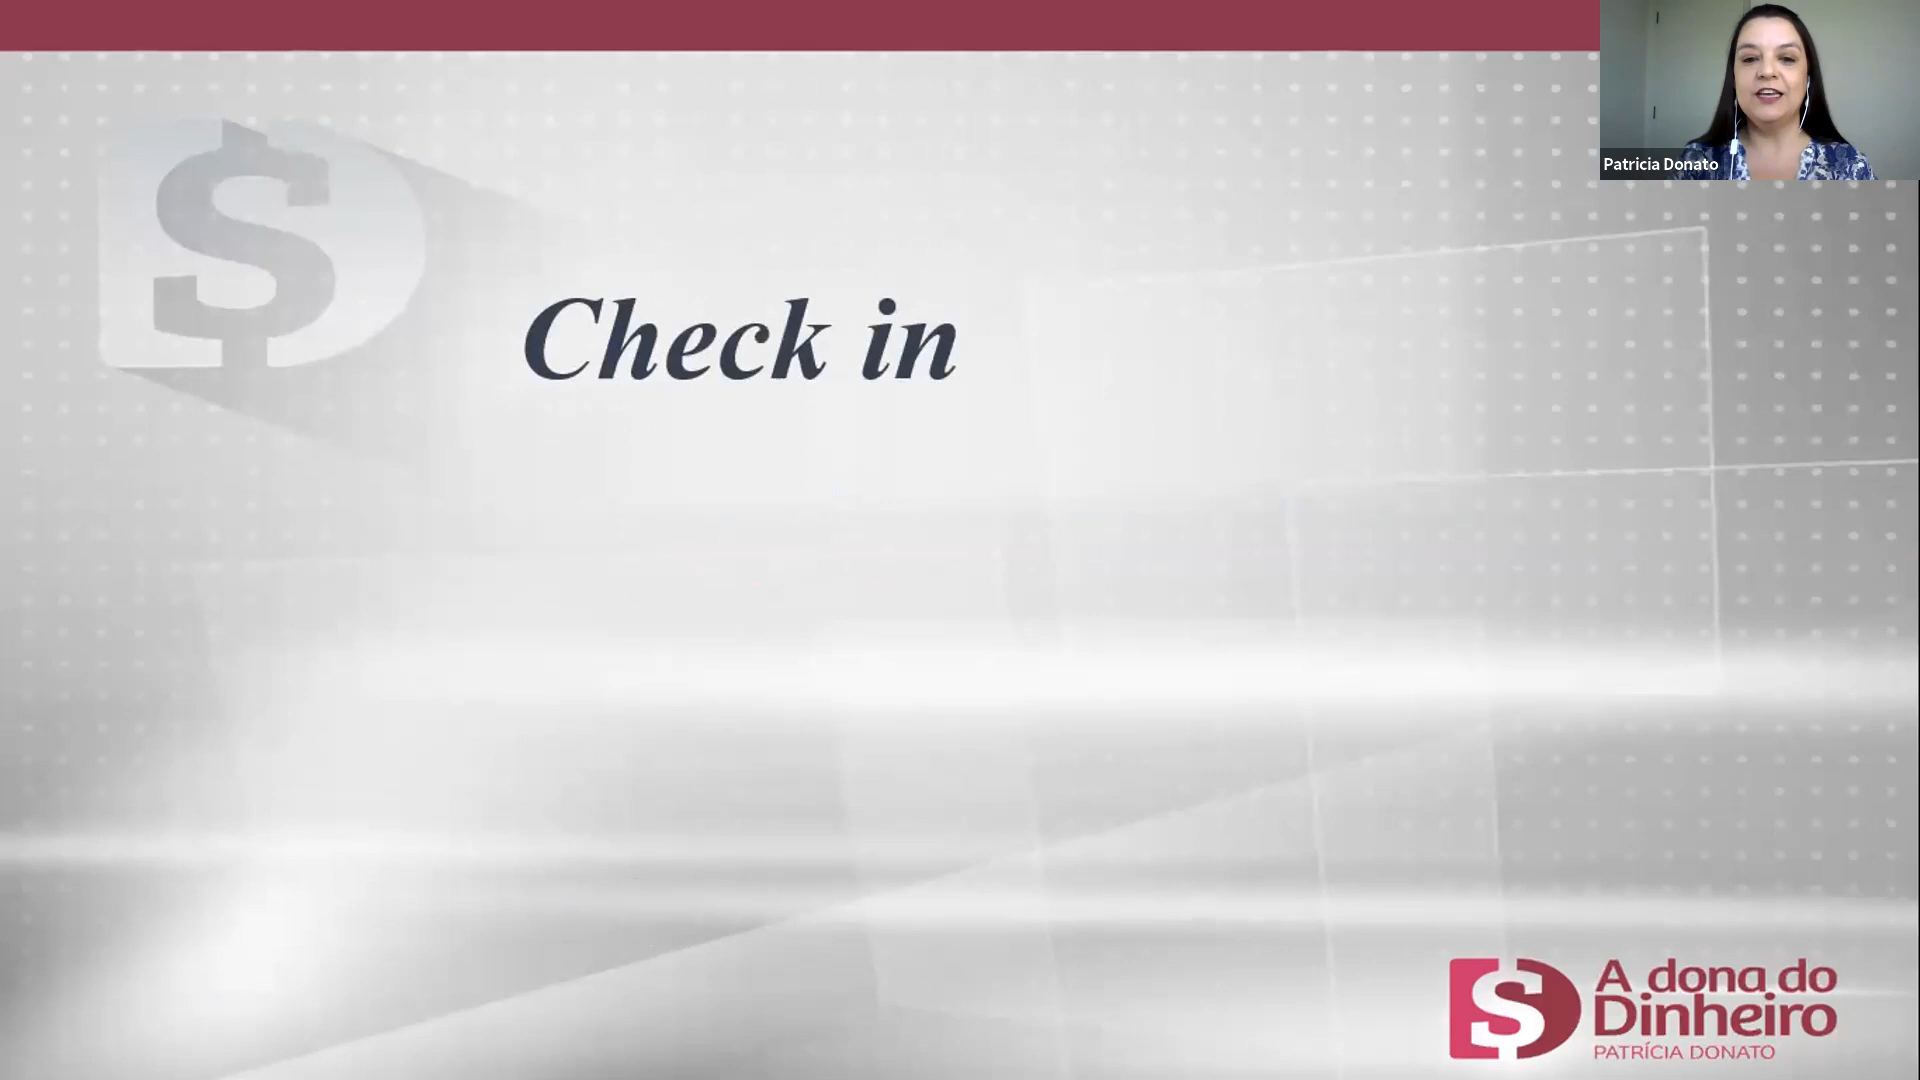 Patricia Donato
Check in
A dona do
Dinheiro
PATRÍCIA DONATO